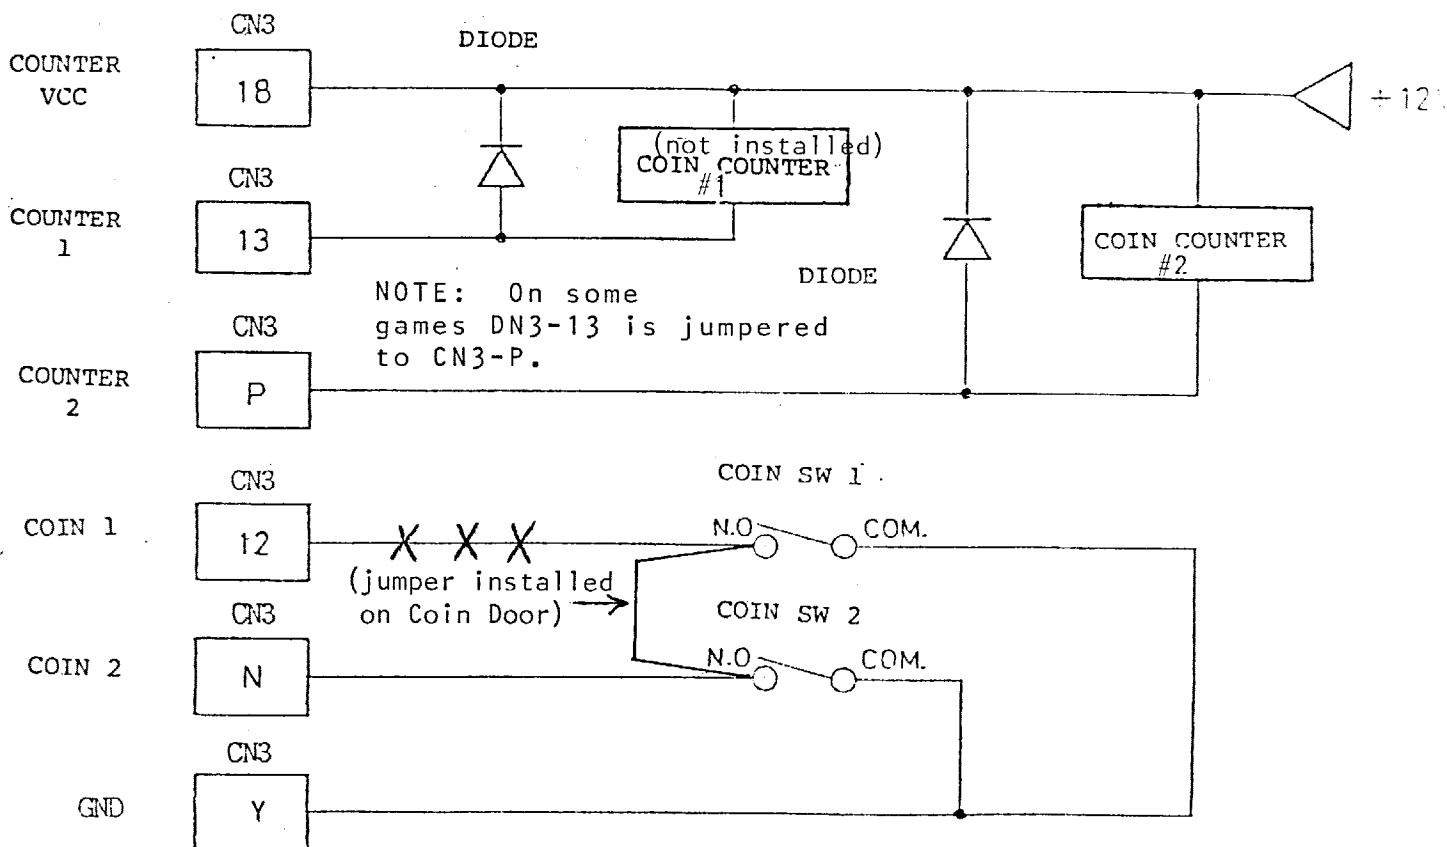 CN3
DIODE
COUNTER
VCC
18
÷12
(not installed)
COIN COUNTER
#1
CN3
COUNTER
1
13
COIN COUNTER
#2
DIODE
NOTE: On some
games DN3-13 is jumpered
to CN3-P.
CN3
COUNTER
2
P
CN3
COIN SW 1
COIN 1
12
X X X
N.O
COM.
(jumper installed
on Coin Door)
CN3
COIN SW 2
COIN 2
N
N.O
COM.
CN3
GND
Y